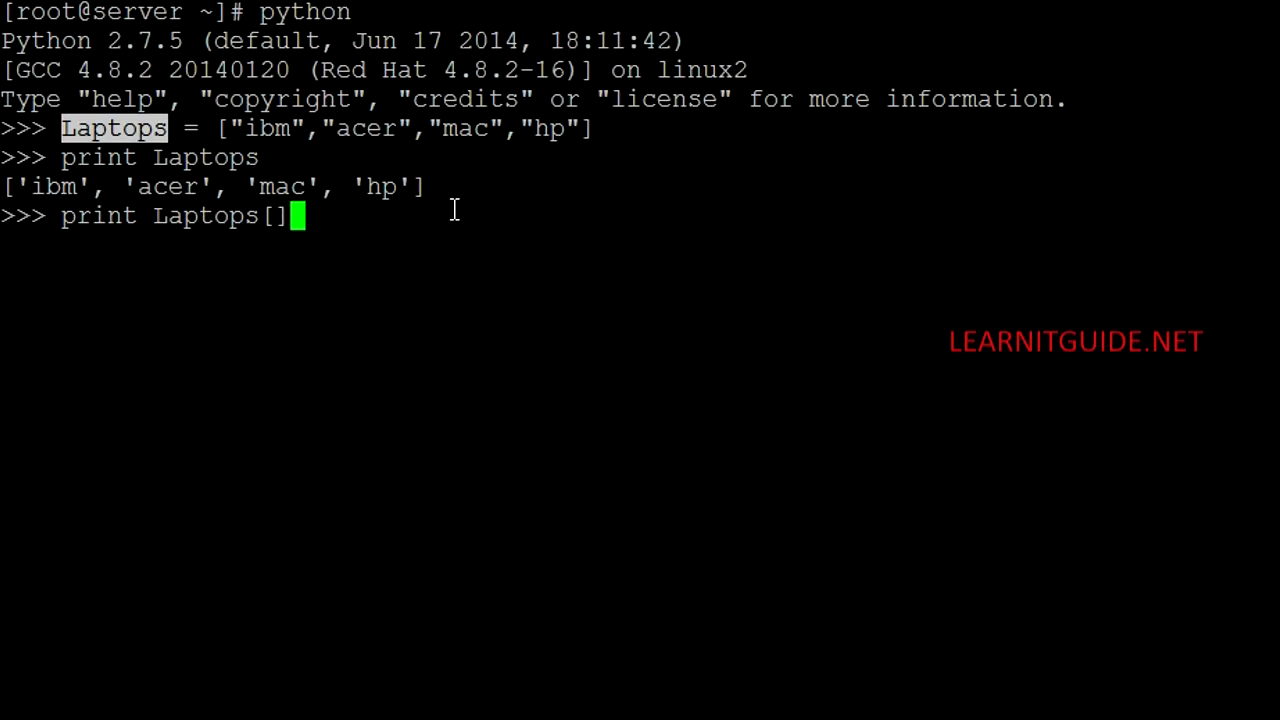 [root@server ~]# python
Python 2.7.5 (default, Jun 17 2014, 18:11:42)
[GCC 4.8.2 20140120 (Red Hat 4.8.2-16)] on linux2
Type "help", "copyright", "credits" or "license" for more information.
>>> Laptops = ["ibm","acer","mac","hp"]
>>> print Laptops
['ibm', 'acer', 'mac', 'hp']
>>> print Laptops[]
LEARNITGUIDE.NET